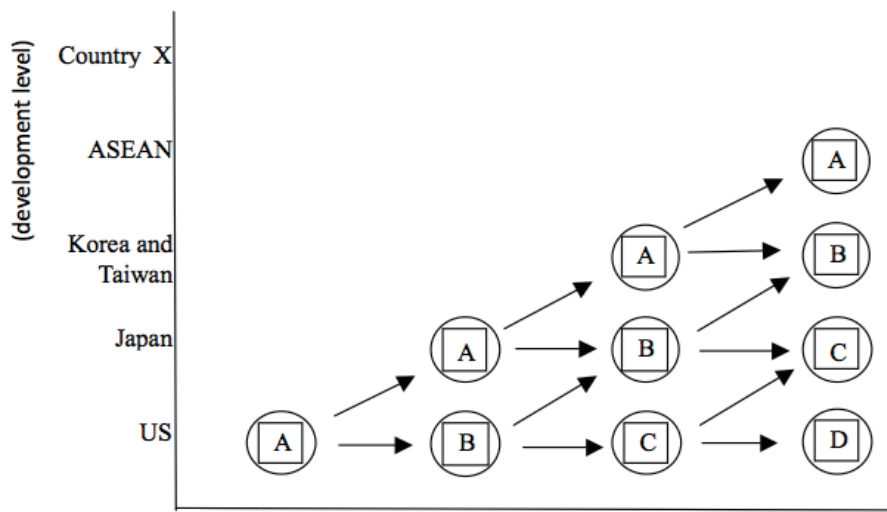 (development level)
Country X
ASEAN
A
Korea and
Taiwan
A
B
Japan
A
B
C
US
A
B
C
D